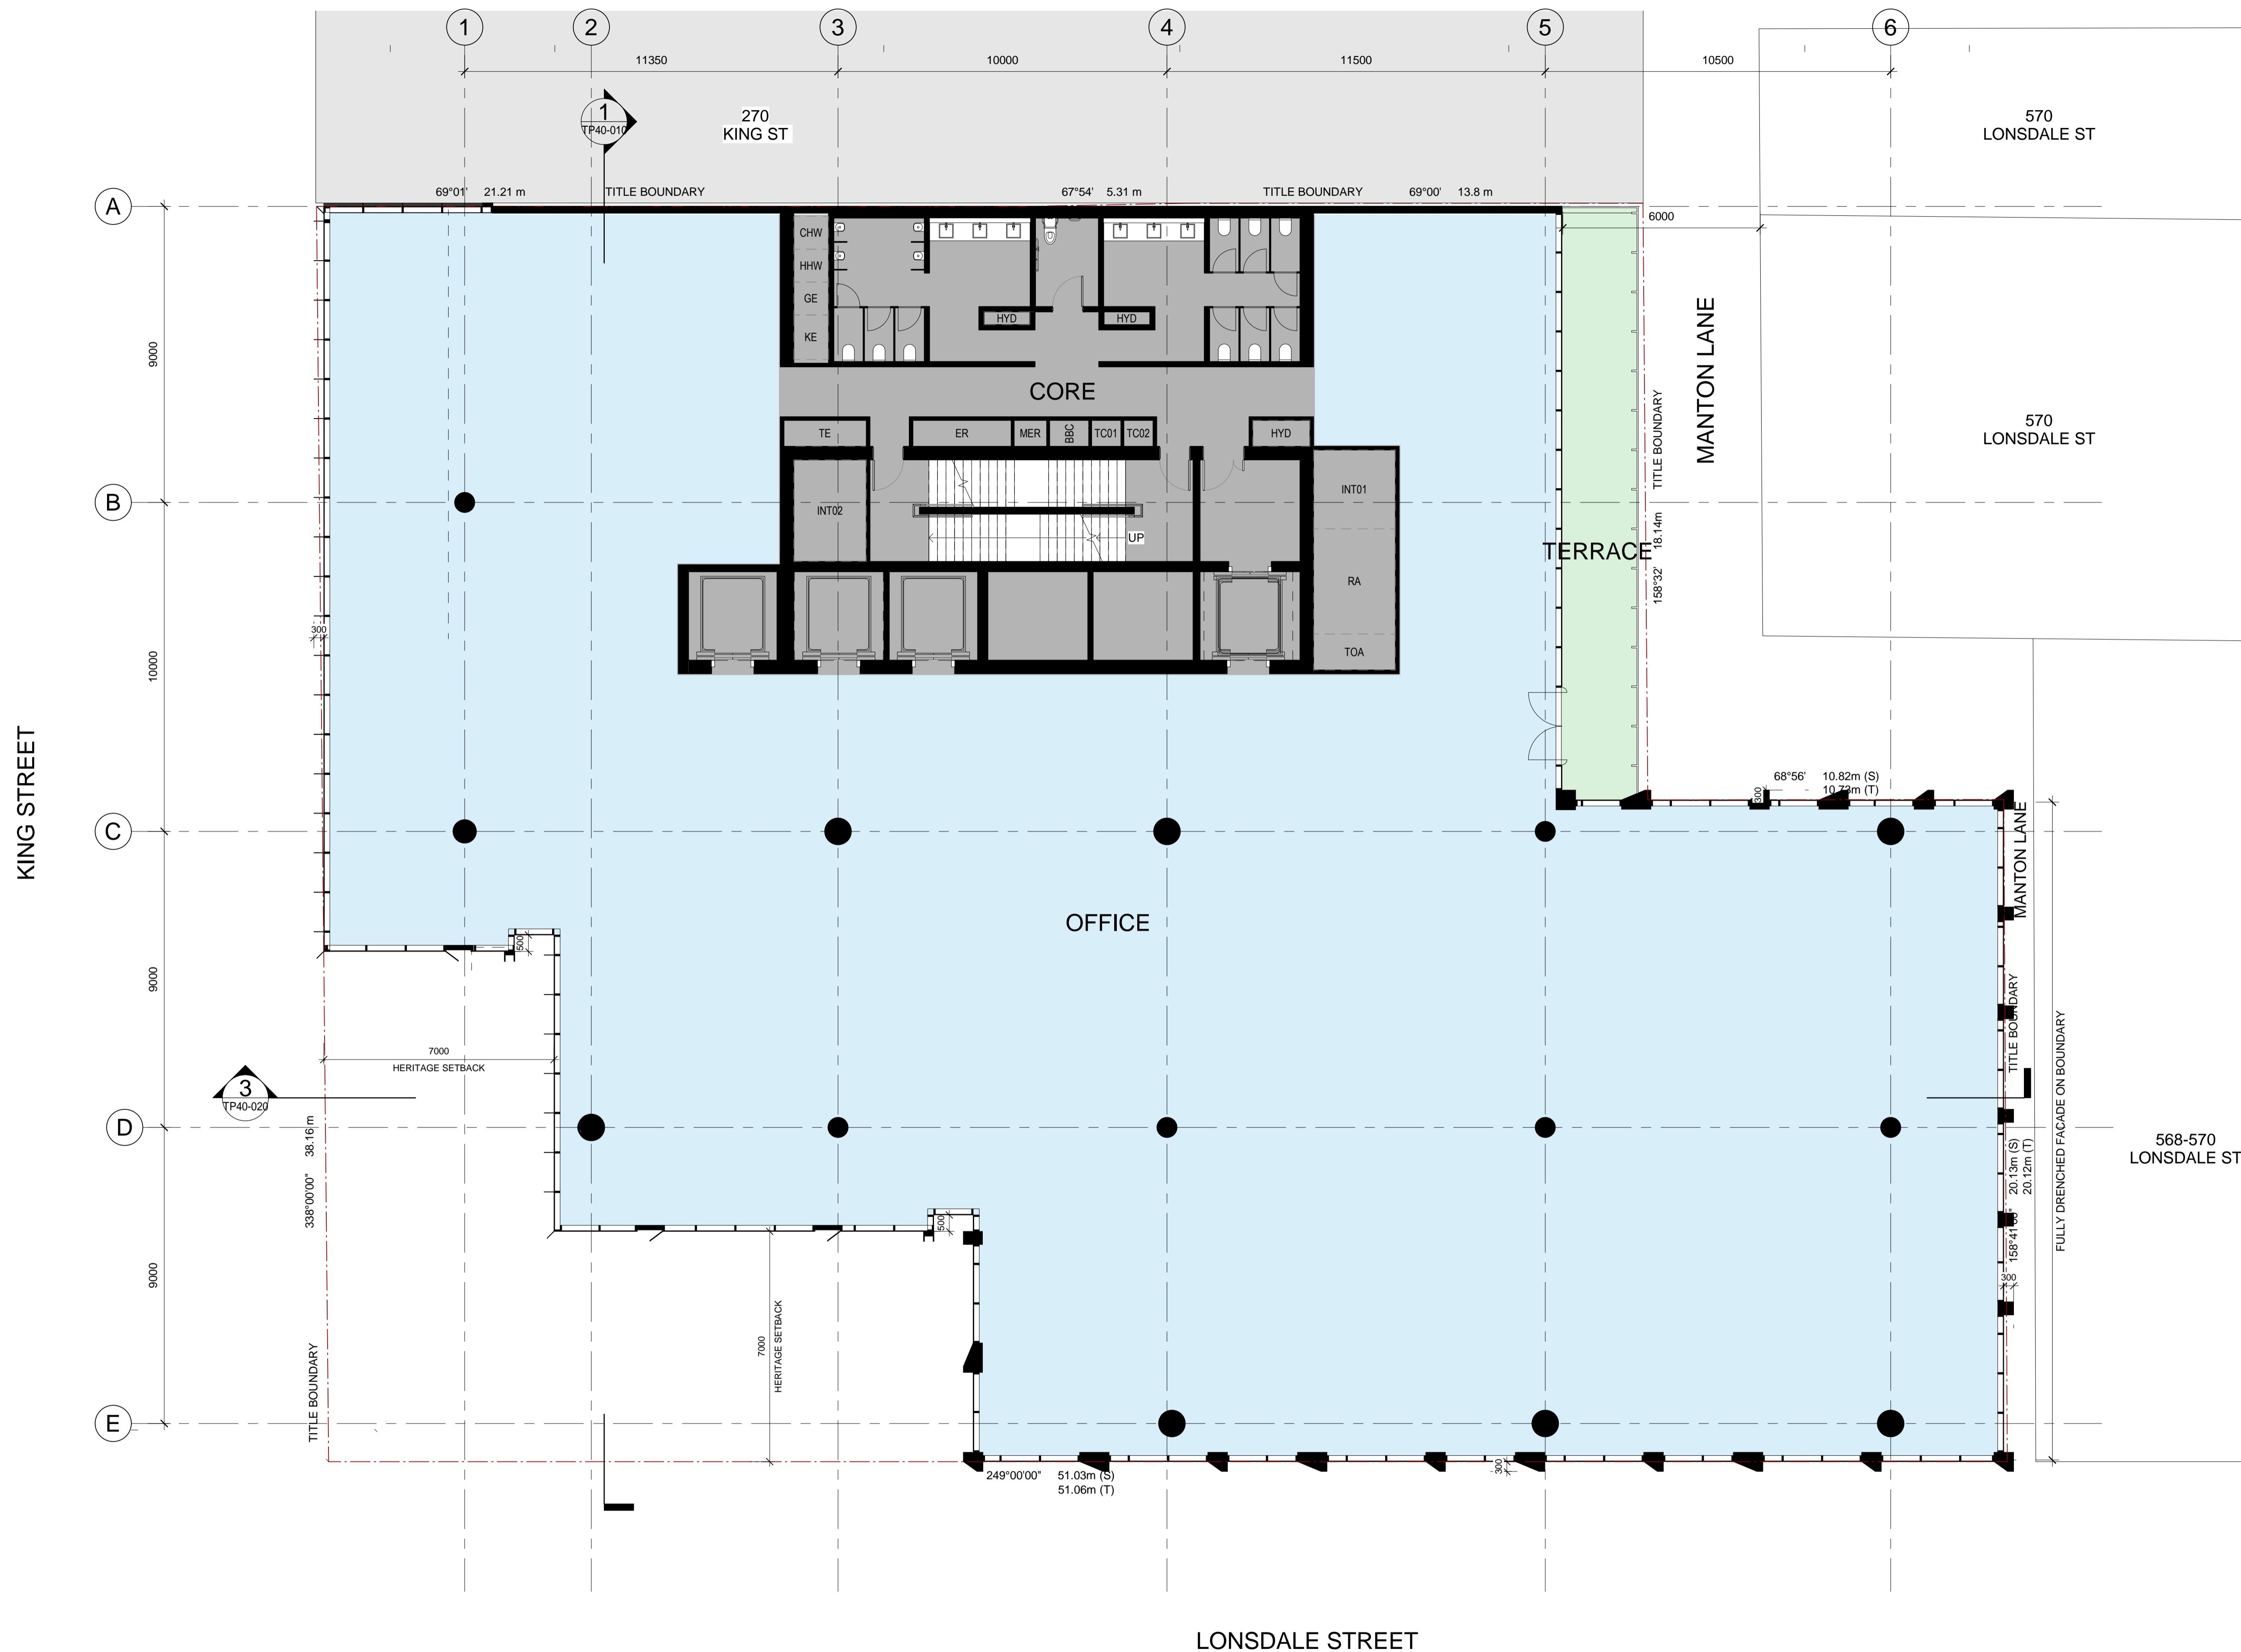 1
2
3
4
5
6
11350
10000
11500
10500
1
TP40-010
270
KING ST
570
LONSDALE ST
69°01' 21.21 m
TITLE BOUNDARY
67°54' 5.31 m
TITLE BOUNDARY
69°00' 13.8 m
A
6000
CHW
HHW
GE
KE
HYD
HYD
MANTON LANE
9000
CORE
TITLE BOUNDARY
158°32' 18.14m
570
LONSDALE ST
TE
ER
MER
BBC
TC01
TC02
HYD
B
INT02
INT01
UP
TERRACE
RA
TOA
300
10000
KING STREET
68°56' 10.82m (S)
10.73m (T)
300
C
MANTON LANE
OFFICE
500
9000
TITLE BOUNDARY
7000
HERITAGE SETBACK
FULLY DRENCHED FACADE ON BOUNDARY
3
TP40-020
D
338°00'00" 38.16 m
568-570
LONSDALE ST
20.13m (S)
20.12m (T)
500
9000
300
7000
HERITAGE SETBACK
TITLE BOUNDARY
E
249°00'00" 51.03m (S)
51.06m (T)
300
LONSDALE STREET